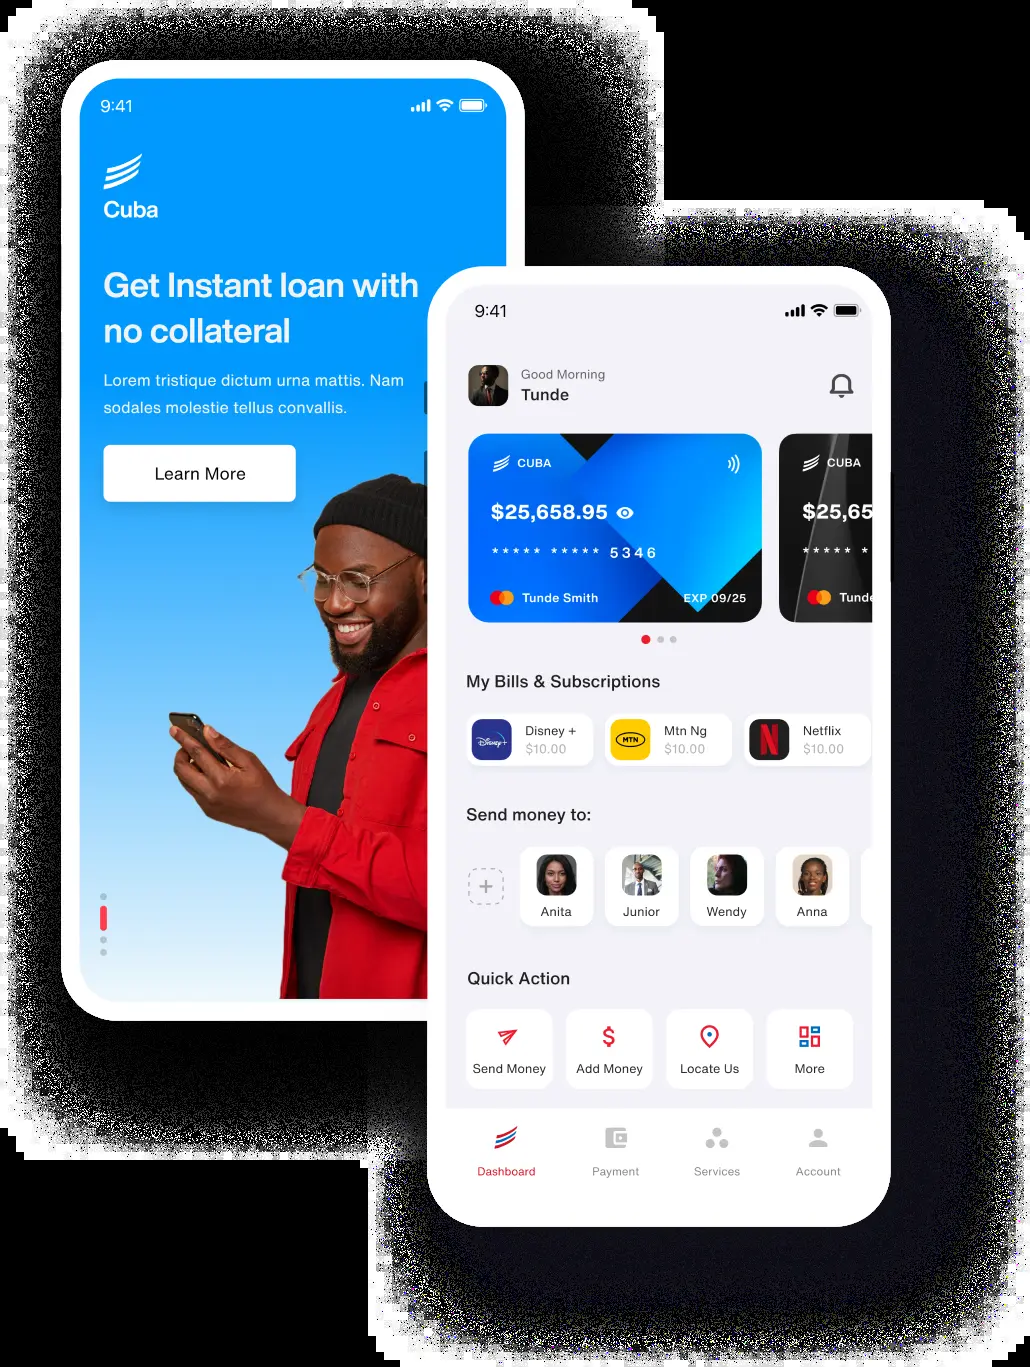 9:41
Cuba
Get Instant loan with
no collateral
Lorem tristique dictum urna mattis. Nam
sodales molestie tellus convallis.
Learn More
9:41
Good Morning
Tunde
CUBA
$25,658.95
***** ***** 5346
Tunde Smith
EXP 09/25
CUBA
$25,65
***** *
Tunde
My Bills & Subscriptions
Disney+
Disney +
$10.00
MTN
Mtn Ng
$10.00
N
Netflix
$10.00
Send money to:
+
Anita
Junior
Wendy
Anna
Quick Action
$
Send Money
Add Money
Locate Us
More
Dashboard
Payment
Services
Account